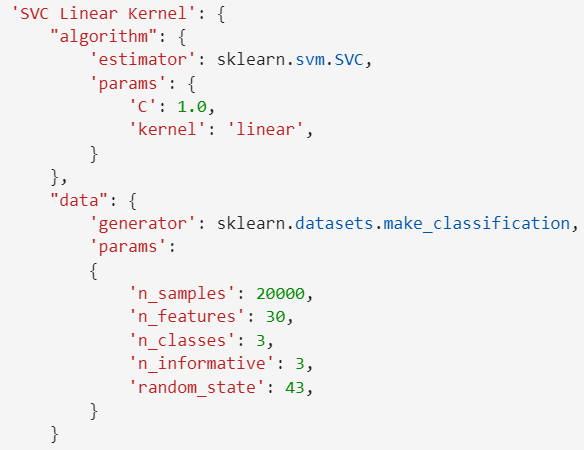 'SVC Linear Kernel': {
    "algorithm": {
        'estimator': sklearn.svm.SVC,
        'params': {
            'C': 1.0,
            'kernel': 'linear',
        }
    },
    "data": {
        'generator': sklearn.datasets.make_classification,
        'params':
        {
            'n_samples': 20000,
            'n_features': 30,
            'n_classes': 3,
            'n_informative': 3,
            'random_state': 43,
        }
    }